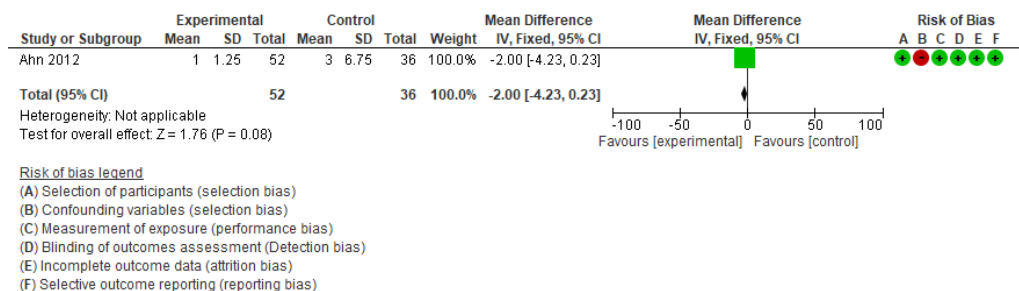 Experimental Control Mean Difference Mean Difference Risk of Bias
Study or Subgroup Mean SD Total Mean SD Total Weight IV, Fixed, 95% CI IV, Fixed, 95% CI A B C D E F
Ahn 2012 1 1.25 52 3 6.75 36 100.0% -2.00 [-4.23, 0.23] + - + + + +
Total (95% CI) 52 36 100.0% -2.00 [-4.23, 0.23]
Heterogeneity: Not applicable
Test for overall effect: Z = 1.76 (P = 0.08)
-100 -50 0 50 100
Favours [experimental] Favours [control]
Risk of bias legend
(A) Selection of participants (selection bias)
(B) Confounding variables (selection bias)
(C) Measurement of exposure (performance bias)
(D) Blinding of outcomes assessment (Detection bias)
(E) Incomplete outcome data (attrition bias)
(F) Selective outcome reporting (reporting bias)